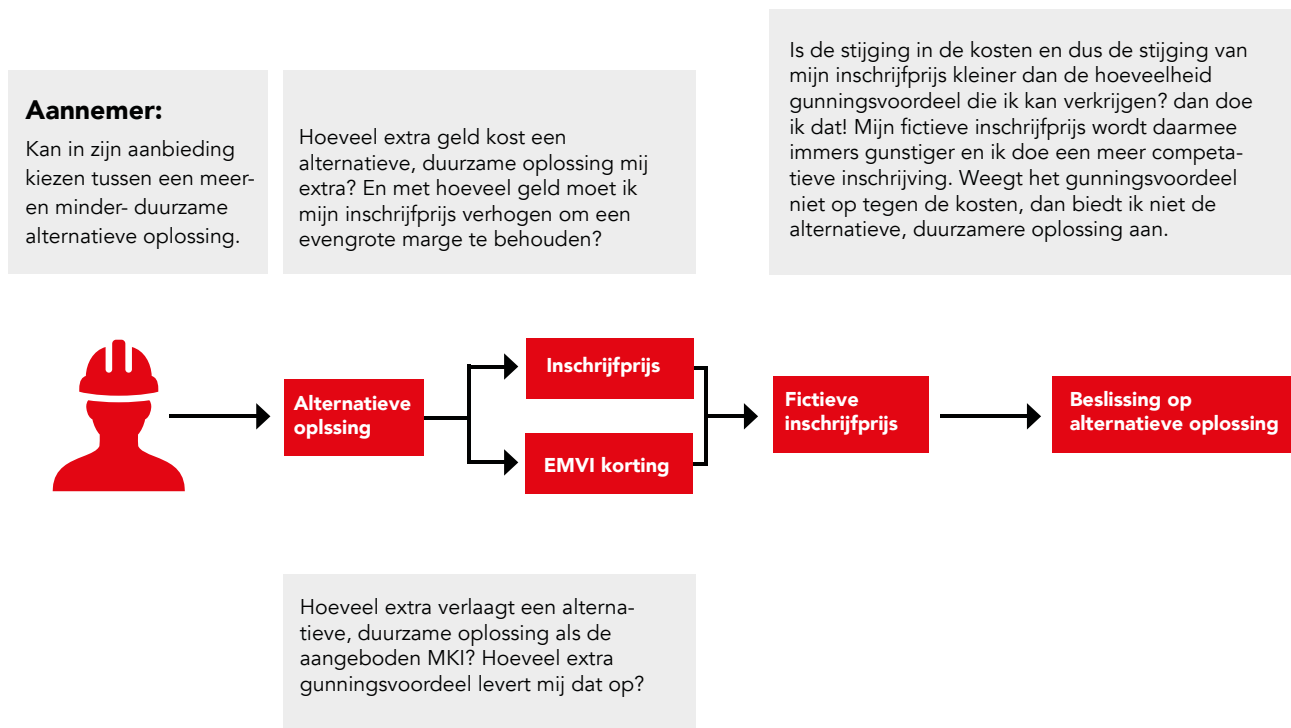 Aannemer:
Kan in zijn aanbieding
kiezen tussen een meer-
en minder- duurzame
alternatieve oplossing.
Hoeveel extra geld kost een
alternatieve, duurzame oplossing mij
extra? En met hoeveel geld moet ik
mijn inschrijfprijs verhogen om een
evengrote marge te behouden?
Is de stijging in de kosten en dus de stijging van
mijn inschrijfprijs kleiner dan de hoeveelheid
gunningsvoordeel die ik kan verkrijgen? dan doe
ik dat! Mijn fictieve inschrijfprijs wordt daarmee
immers gunstiger en ik doe een meer competa-
tieve inschrijving. Weegt het gunningsvoordeel
niet op tegen de kosten, dan biedt ik niet de
alternatieve, duurzamere oplossing aan.
Alternatieve
oplssing
Inschrijfprijs
EMVI korting
Fictieve
inschrijfprijs
Beslissing op
alternatieve oplossing
Hoeveel extra verlaagt een alterna-
tieve, duurzame oplossing als de
aangeboden MKI? Hoeveel extra
gunningsvoordeel levert mij dat op?